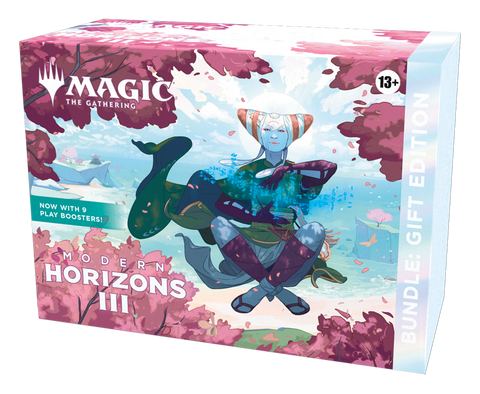 MAGIC
THE GATHERING
13+
NOW WITH 9
PLAY BOOSTERS!
MODERN
HORIZONS
III
BUNDLE: GIFT EDITION